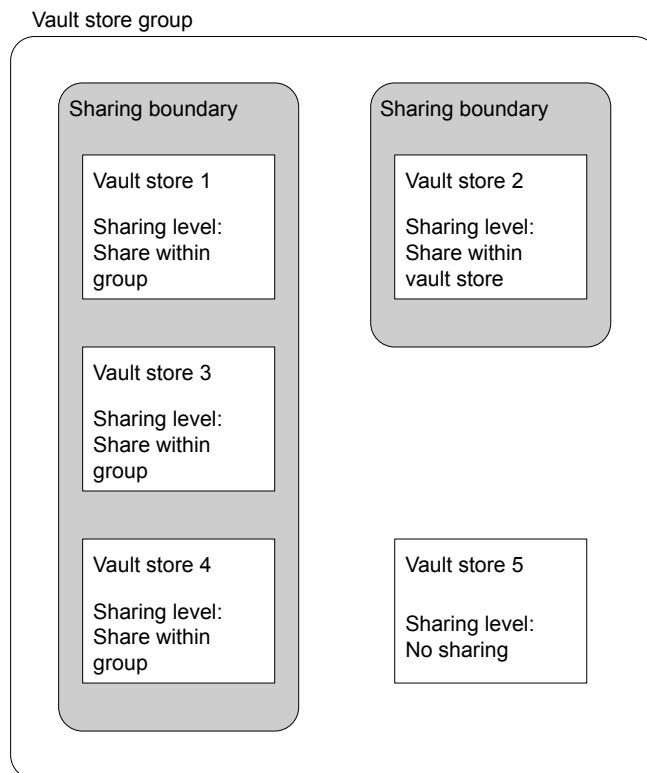 Vault store group
Sharing boundary
Vault store 1
Sharing level:
Share within
group
Vault store 3
Sharing level:
Share within
group
Vault store 4
Sharing level:
Share within
group
Sharing boundary
Vault store 2
Sharing level:
Share within
vault store
Vault store 5
Sharing level:
No sharing